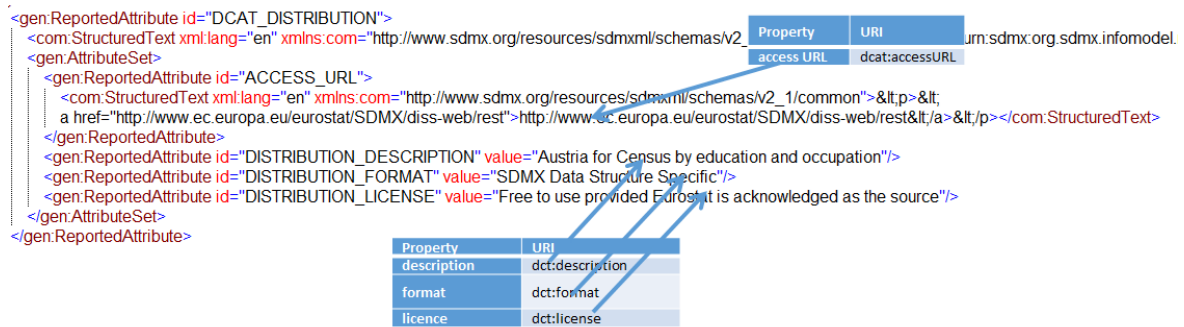 <gen:ReportedAttribute id="DCAT_DISTRIBUTION">
<com:StructuredText xml:lang="en" xmlns:com="http://www.sdmx.org/resources/sdmxml/schemas/v2_ urn:sdmx:org.sdmx.infomodel.
Property URI
access URL dcat:accessURL
<gen:AttributeSet>
<gen:ReportedAttribute id="ACCESS_URL">
<com:StructuredText xml:lang="en" xmlns:com="http://www.sdmx.org/resources/sdmxml/schemas/v2_1/common">&lt;p>&lt;
a href="http://www.ec.europa.eu/eurostat/SDMX/diss-web/rest">http://www.ec.europa.eu/eurostat/SDMX/diss-web/rest&lt;/a>&lt;/p></com:StructuredText>
</gen:ReportedAttribute>
<gen:ReportedAttribute id="DISTRIBUTION_DESCRIPTION" value="Austria for Census by education and occupation"/>
<gen:ReportedAttribute id="DISTRIBUTION_FORMAT" value="SDMX Data Structure Specific"/>
<gen:ReportedAttribute id="DISTRIBUTION_LICENSE" value="Free to use provided Eurostat is acknowledged as the source"/>
</gen:AttributeSet>
</gen:ReportedAttribute>
Property URI
description dct:description
format dct:format
licence dct:license